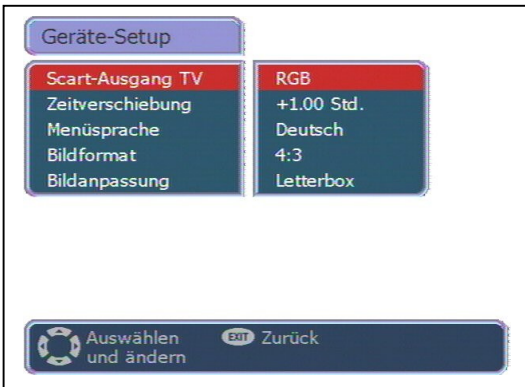 Geräte-Setup
Scart-Ausgang TV RGB
Zeitverschiebung +1.00 Std.
Menüsprache Deutsch
Bildformat 4:3
Bildanpassung Letterbox
Auswählen und ändern
EXIT Zurück